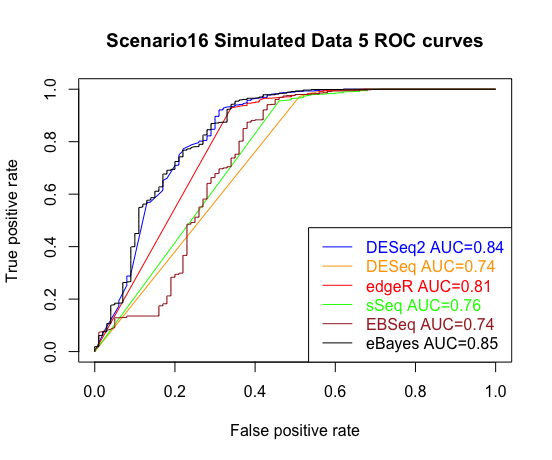 Scenario16 Simulated Data 5 ROC curves
True positive rate
1.0
0.8
0.6
0.4
0.2
0.0
DESeq2 AUC=0.84
DESeq AUC=0.74
edgeR AUC=0.81
sSeq AUC=0.76
EBSeq AUC=0.74
eBayes AUC=0.85
0.0 0.2 0.4 0.6 0.8 1.0
False positive rate